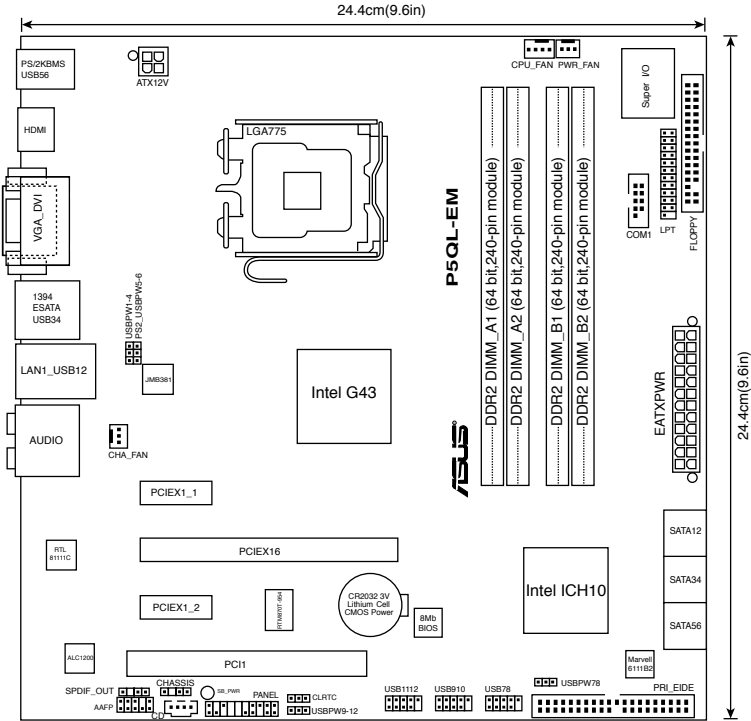 24.4cm(9.6in)
PS/2KBMS
USB56
ATX12V
CPU_FAN
PWR_FAN
Super I/O
HDMI
LGA775
VGA_DVI
P5QL-EM
DDR2 DIMM_A1 (64 bit,240-pin module)
DDR2 DIMM_A2 (64 bit,240-pin module)
DDR2 DIMM_B1 (64 bit,240-pin module)
DDR2 DIMM_B2 (64 bit,240-pin module)
COM1
LPT
FLOPPY
1394
ESATA
USB34
USBPW1-4
PS2_USBPW5-6
LAN1_USB12
JMB381
Intel G43
EATXPWR
24.4cm(9.6in)
AUDIO
CHA_FAN
ASUS
PCIEX1_1
SATA12
RTL
8111C
PCIEX16
SATA34
PCIEX1_2
RTM870T-954
CR2032 3V
Lithium Cell
CMOS Power
8Mb
BIOS
Intel ICH10
SATA56
ALC1200
PCI1
Marvell
6111B2
SPDIF_OUT
CHASSIS
SB_PWR
PANEL
CLRTC
USB1112
USB910
USB78
USBPW78
PRI_EIDE
AAFP
CD
USBPW9-12